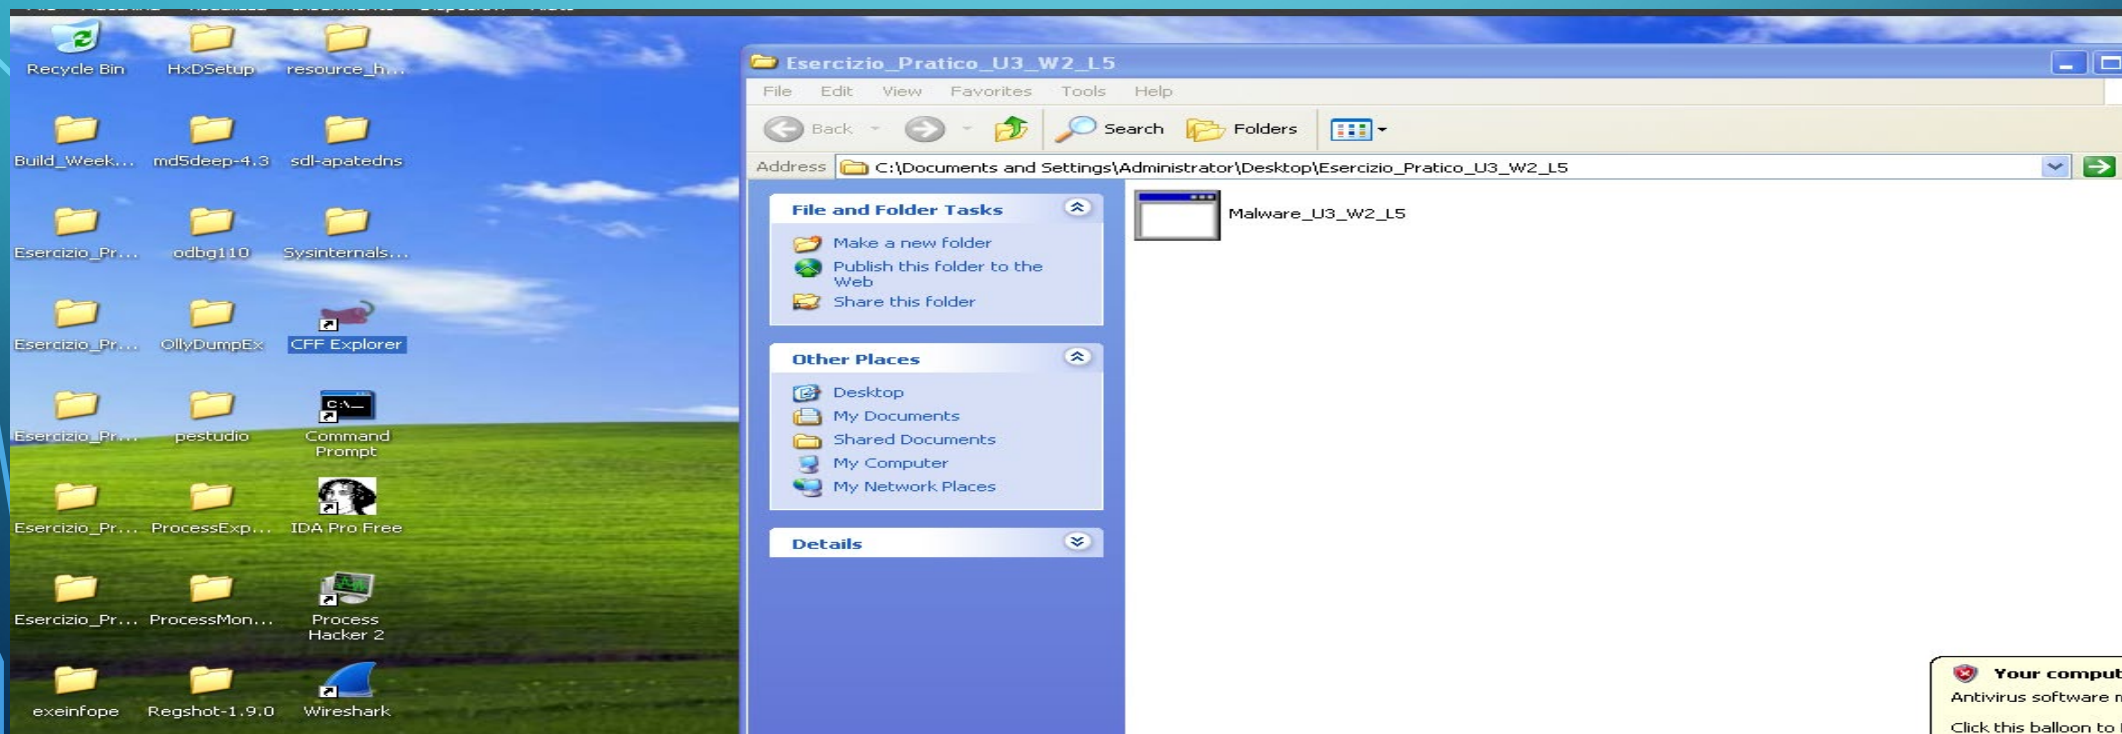 Recycle Bin
HxDSetup
resource_h...
Build_Week...
md5deep-4.3
sdl-apatedns
Esercizio_Pr...
odbg110
Sysinternals...
Esercizio_Pr...
OllyDumpEx
CFF Explorer
Esercizio_Pr...
pestudio
Command
Prompt
Esercizio_Pr...
ProcessExp...
IDA Pro Free
Esercizio_Pr...
ProcessMon...
Process
Hacker 2
exeinfope
Regshot-1.9.0
Wireshark
Esercizio_Pratico_U3_W2_L5
File Edit View Favorites Tools Help
Back Search Folders
Address C:\Documents and Settings\Administrator\Desktop\Esercizio_Pratico_U3_W2_L5
File and Folder Tasks
Make a new folder
Publish this folder to the
Web
Share this folder
Other Places
Desktop
My Documents
Shared Documents
My Computer
My Network Places
Details
Malware_U3_W2_L5
C:\_
Your comput
Antivirus software
Click this balloon to